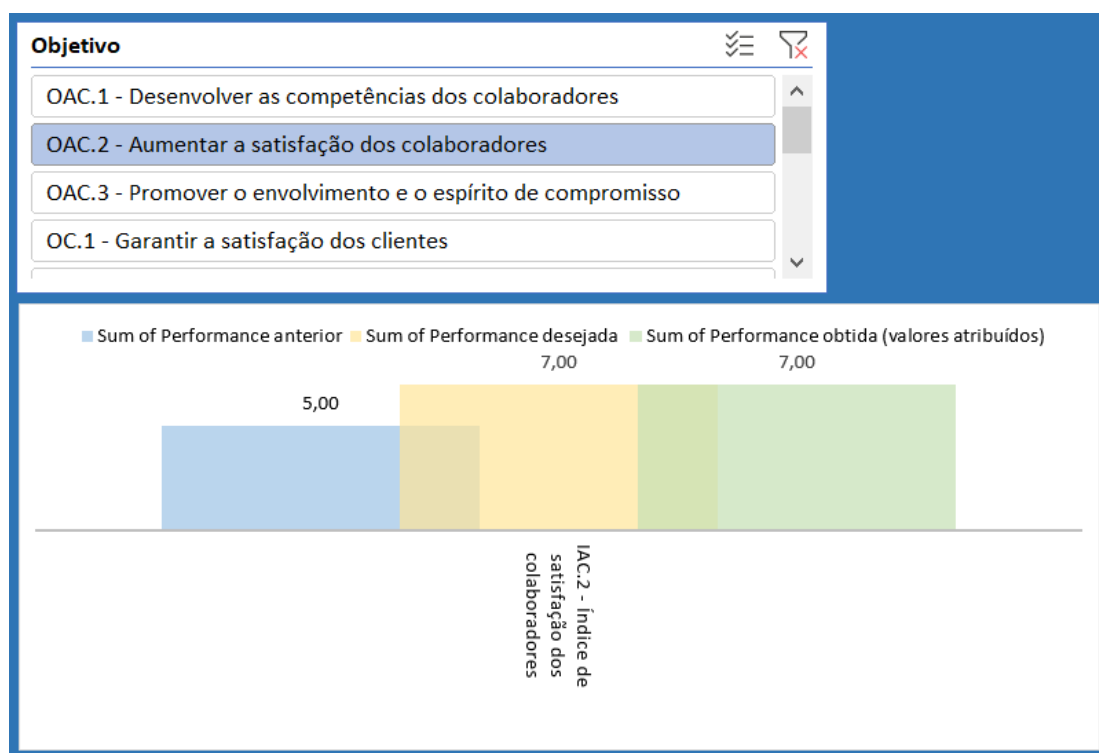 Objetivo
OAC.1 - Desenvolver as competências dos colaboradores
OAC.2 - Aumentar a satisfação dos colaboradores
OAC.3 - Promover o envolvimento e o espírito de compromisso
OC.1 - Garantir a satisfação dos clientes
Sum of Performance anterior Sum of Performance desejada Sum of Performance obtida (valores atribuídos)
7,00 7,00
5,00
IAC.2 - Índice de
satisfação dos
colaboradores